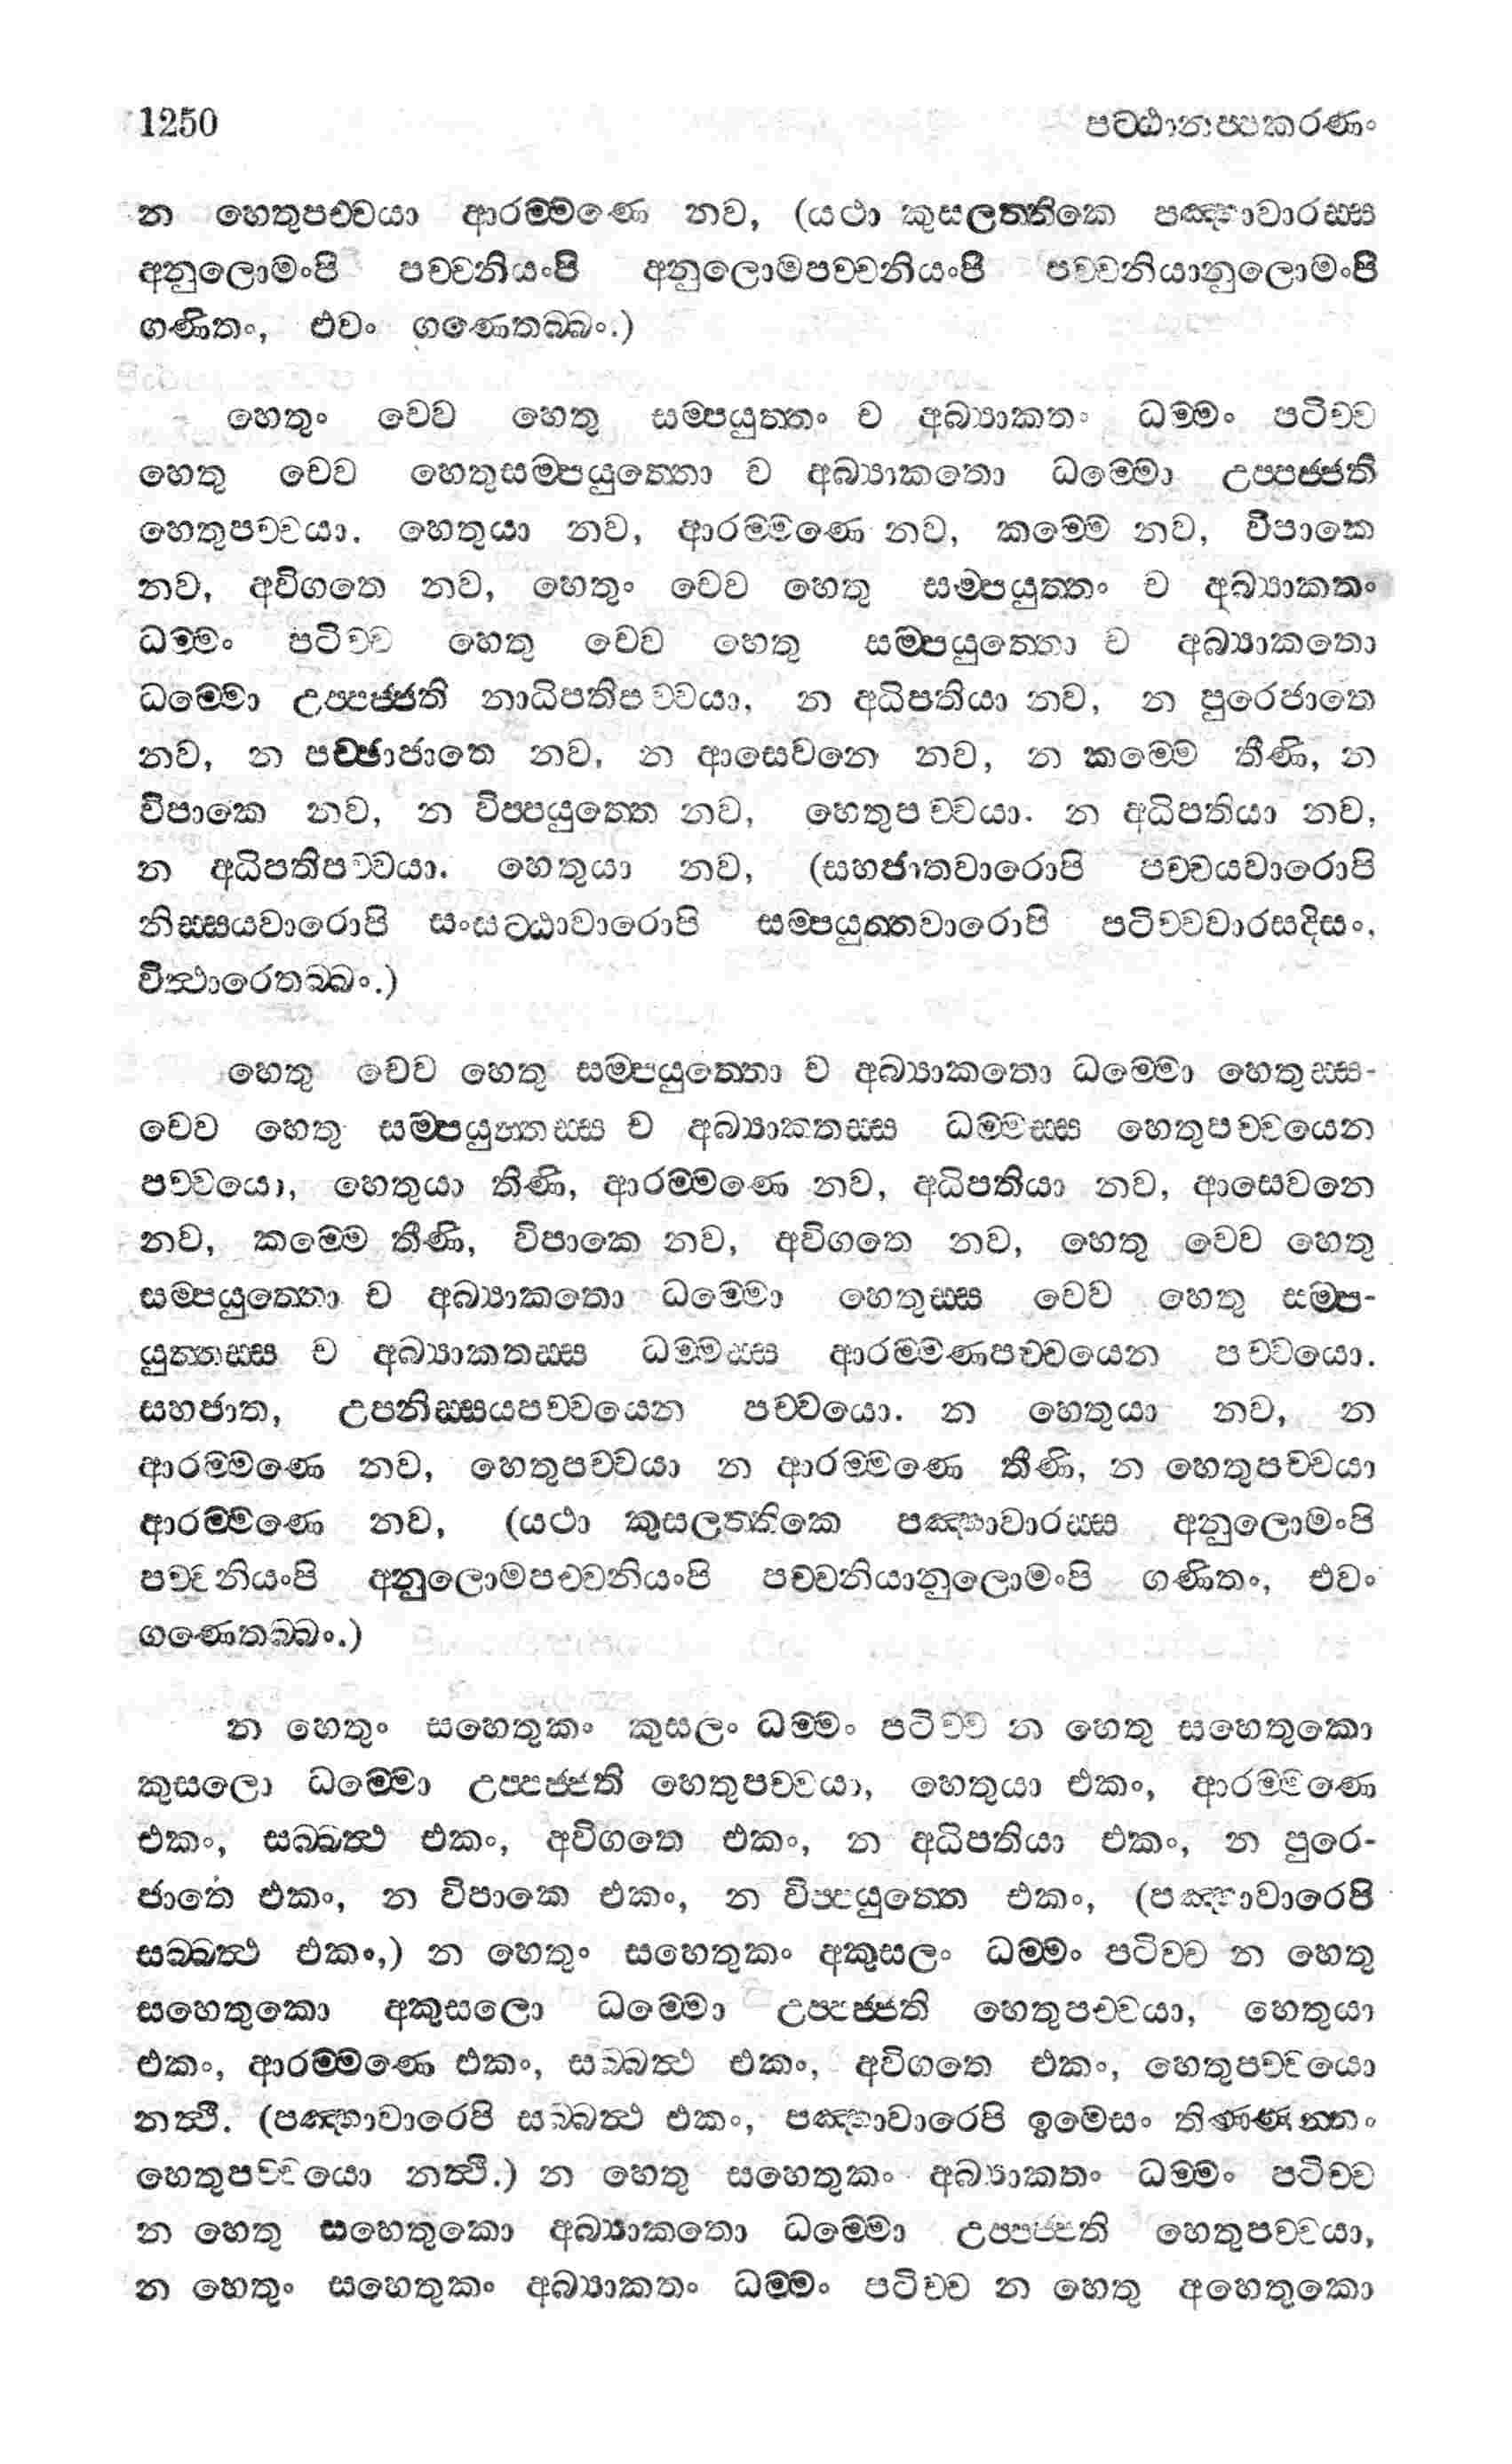 1250 පට්ඨානප්පකරණං
න හෙතුපච්චයා ආරම්මණෙ නව, (යථා කුසලත්තිකෙ පඤ්හාවාරස්ස
අනුලොමංපි පච්චනියංපි අනුලොමපච්චනියංපි පච්චනියානුලොමංපි
ගණිතං, එවං ගණෙතබ්බං.)
හෙතුං චෙව හෙතු සම්පයුත්තං ච අබ්‍යාකතං ධම්මං පටිච්ච
හෙතු චෙව හෙතුසම්පයුත්තො ච අබ්‍යාකතො ධම්මො උප්පජ්ජති
හෙතුපච්චයා. හෙතුයා නව, ආරම්මණෙ නව, කම්මෙ නව, විපාකෙ
නව, අවිගතෙ නව, හෙතුං චෙව හෙතු සම්පයුත්තං ච අබ්‍යාකතං
ධම්මං පටිච්ච හෙතු චෙව හෙතු සම්පයුත්තො ච අබ්‍යාකතො
ධම්මො උප්පජ්ජති නාධිපතිපච්චයා, න අධිපතියා නව, න පුරෙජාතෙ
නව, න පච්ඡාජාතෙ නව, න ආසෙවනෙ නව, න කම්මෙ තීණි, න
විපාකෙ නව, න විප්පයුත්තෙ නව, හෙතුපච්චයා. න අධිපතියා නව,
න අධිපතිපච්චයා. හෙතුයා නව, (සහජාතවාරොපි පච්චයවාරොපි
නිස්සයවාරොපි සංසට්ඨාවාරොපි සම්පයුත්තවාරොපි පටිච්චවාරසදිසං,
විත්ථාරෙතබ්බං.)
හෙතු චෙව හෙතු සම්පයුත්තො ච අබ්‍යාකතො ධම්මො හෙතුස්ස-
චෙව හෙතු සම්පයුත්තස්ස ච අබ්‍යාකතස්ස ධම්මස්ස හෙතුපච්චයෙන
පච්චයො, හෙතුයා තිණි, ආරම්මණෙ නව, අධිපතියා නව, ආසෙවනෙ
නව, කම්මෙ තීණි, විපාකෙ නව, අවිගතෙ නව, හෙතු චෙව හෙතු
සම්පයුත්තො ච අබ්‍යාකතො ධම්මො හෙතුස්ස චෙව හෙතු සම්ප-
යුත්තස්ස ච අබ්‍යාකතස්ස ධම්මස්ස ආරම්මණපච්චයෙන පච්චයො.
සහජාත, උපනිස්සයපච්චයෙන පච්චයො. න හෙතුයා නව, න
ආරම්මණෙ නව, හෙතුපච්චයා න ආරම්මණෙ තීණි, න හෙතුපච්චයා
ආරම්මණෙ නව, (යථා කුසලත්තිකෙ පඤ්හාවාරස්ස අනුලොමංපි
පච්චනියංපි අනුලොමපච්චනියංපි පච්චනියානුලොමංපි ගණිතං, එවං
ගණෙතබ්බං.)
න හෙතුං සහෙතුකං කුසලං ධම්මං පටිච්ච න හෙතු සහෙතුකො
කුසලො ධම්මො උප්පජ්ජති හෙතුපච්චයා, හෙතුයා එකං, ආරම්මණෙ
එකං, සබ්බත්ථ එකං, අවිගතෙ එකං, න අධිපතියා එකං, න පුරෙ-
ජාතෙ එකං, න විපාකෙ එකං, න විප්පයුත්තෙ එකං, (පඤ්හාවාරෙපි
සබ්බත්ථ එකං,) න හෙතුං සහෙතුකං අකුසලං ධම්මං පටිච්ච න හෙතු
සහෙතුකො අකුසලො ධම්මො උප්පජ්ජති හෙතුපච්චයා, හෙතුයා
එකං, ආරම්මණෙ එකං, සබ්බත්ථ එකං, අවිගතෙ එකං, හෙතුපච්චයො
නත්ථි. (පඤ්හාවාරෙපි සබ්බත්ථ එකං, පඤ්හාවාරෙපි ඉමෙසං තිණ්ණන්නං
හෙතුපච්චයො නත්ථි.) න හෙතු සහෙතුකං අබ්‍යාකතං ධම්මං පටිච්ච
න හෙතු සහෙතුකො අබ්‍යාකතො ධම්මො උප්පජ්ජති හෙතුපච්චයා,
න හෙතුං සහෙතුකං අබ්‍යාකතං ධම්මං පටිච්ච න හෙතු අහෙතුකො